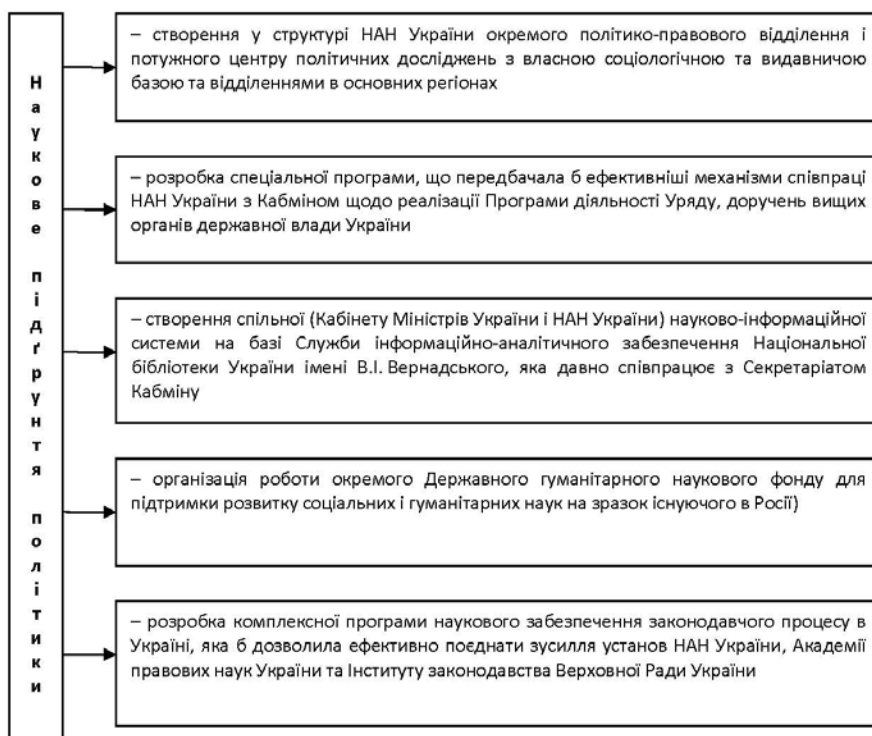 Наукове підґрунтя політики
– створення у структурі НАН України окремого політико-правового відділення і
потужного центру політичних досліджень з власною соціологічною та видавничою
базою та відділеннями в основних регіонах
– розробка спеціальної програми, що передбачала б ефективніші механізми співпраці
НАН України з Кабміном щодо реалізації Програми діяльності Уряду, доручень вищих
органів державної влади України
– створення спільної (Кабінету Міністрів України і НАН України) науково-інформаційної
системи на базі Служби інформаційно-аналітичного забезпечення Національної
бібліотеки України імені В.І. Вернадського, яка давно співпрацює з Секретаріатом
Кабміну
– організація роботи окремого Державного гуманітарного наукового фонду для
підтримки розвитку соціальних і гуманітарних наук на зразок існуючого в Росії)
– розробка комплексної програми наукового забезпечення законодавчого процесу в
Україні, яка б дозволила ефективно поєднати зусилля установ НАН України, Академії
правових наук України та Інституту законодавства Верховної Ради України